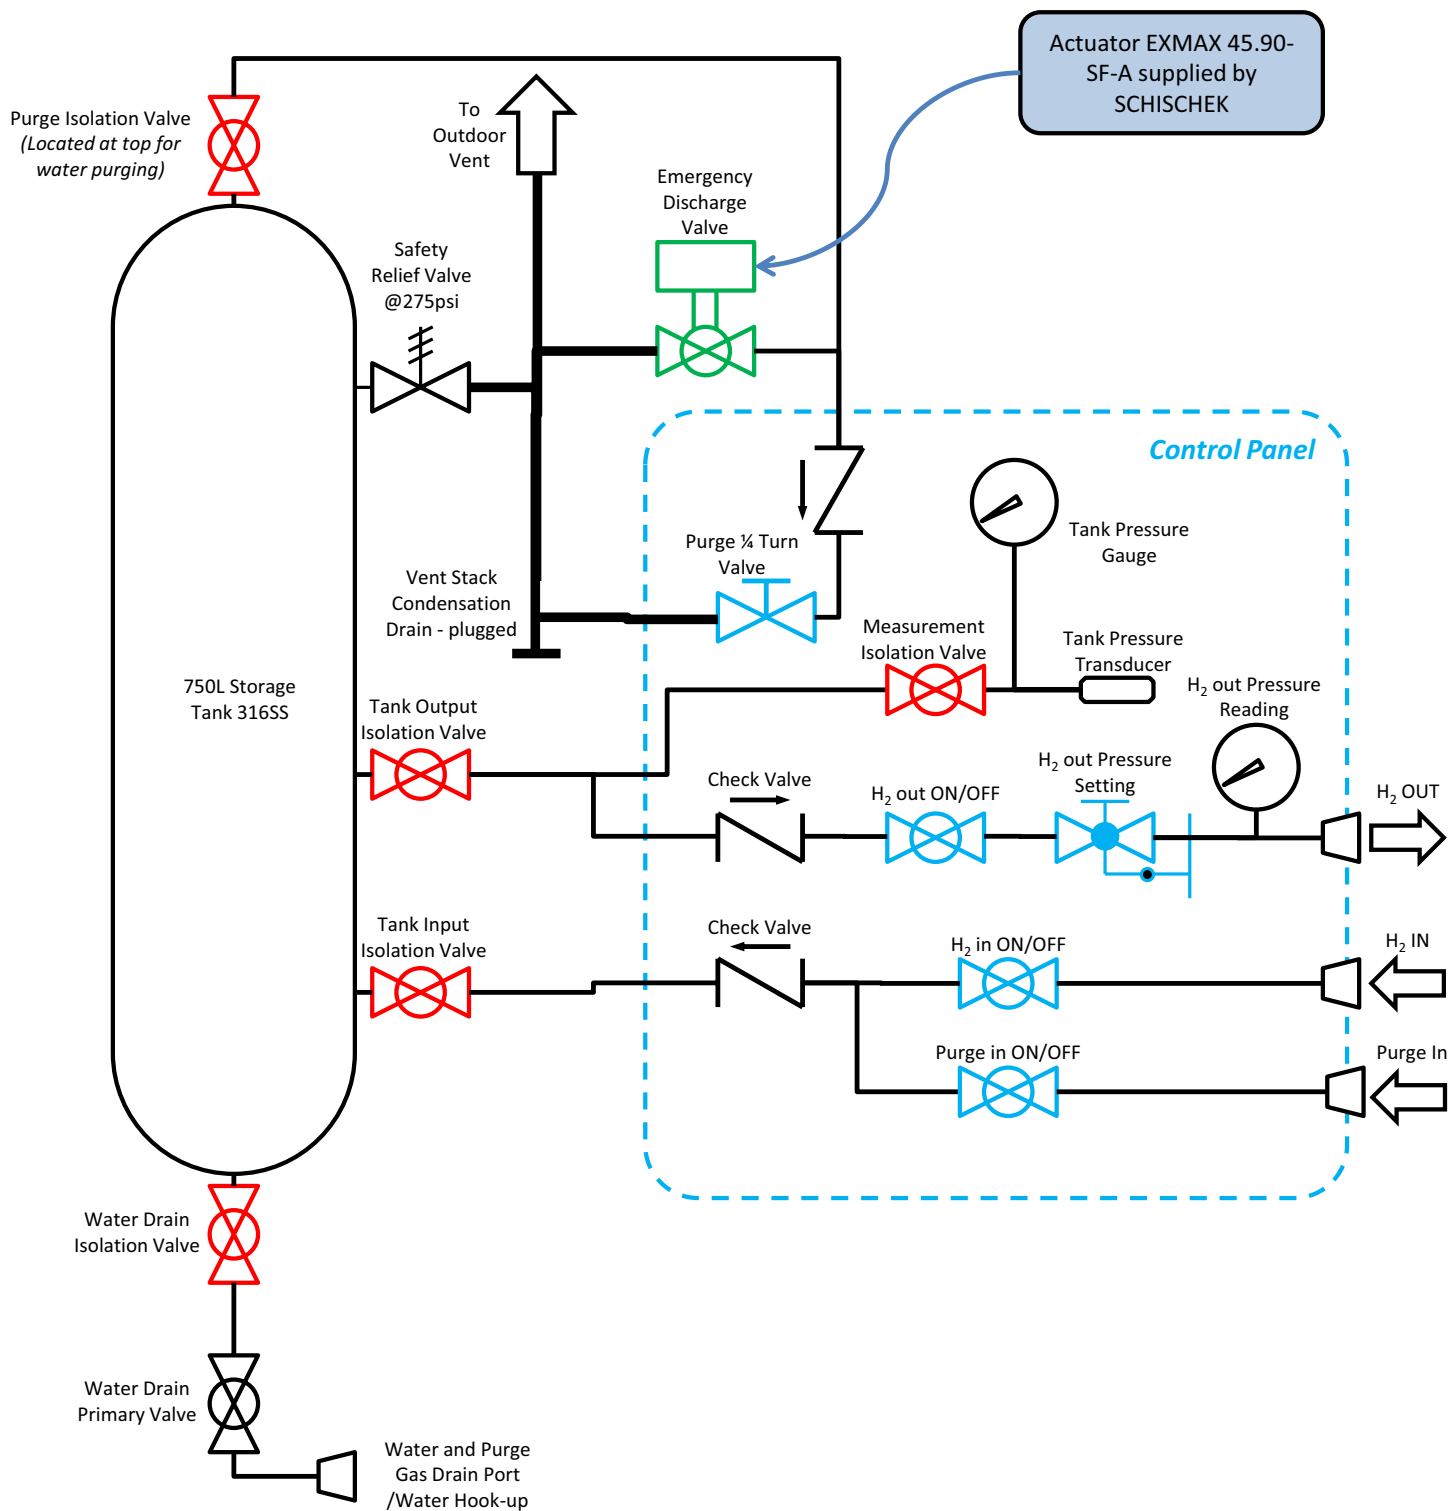 Actuator EXMAX 45.90-
SF-A supplied by
SCHISCHEK
Purge Isolation Valve
(Located at top for
water purging)
To
Outdoor
Vent
Emergency
Discharge
Valve
Safety
Relief Valve
@275psi
Control Panel
Tank Pressure
Gauge
Purge ¼ Turn
Valve
Vent Stack
Condensation
Drain - plugged
Measurement
Isolation Valve
Tank Pressure
Transducer
H₂ out Pressure
Reading
750L Storage
Tank 316SS
Tank Output
Isolation Valve
Check Valve
H₂ out ON/OFF
H₂ out Pressure
Setting
H₂ OUT
Tank Input
Isolation Valve
Check Valve
H₂ in ON/OFF
H₂ IN
Purge in ON/OFF
Purge In
Water Drain
Isolation Valve
Water Drain
Primary Valve
Water and Purge
Gas Drain Port
/Water Hook-up